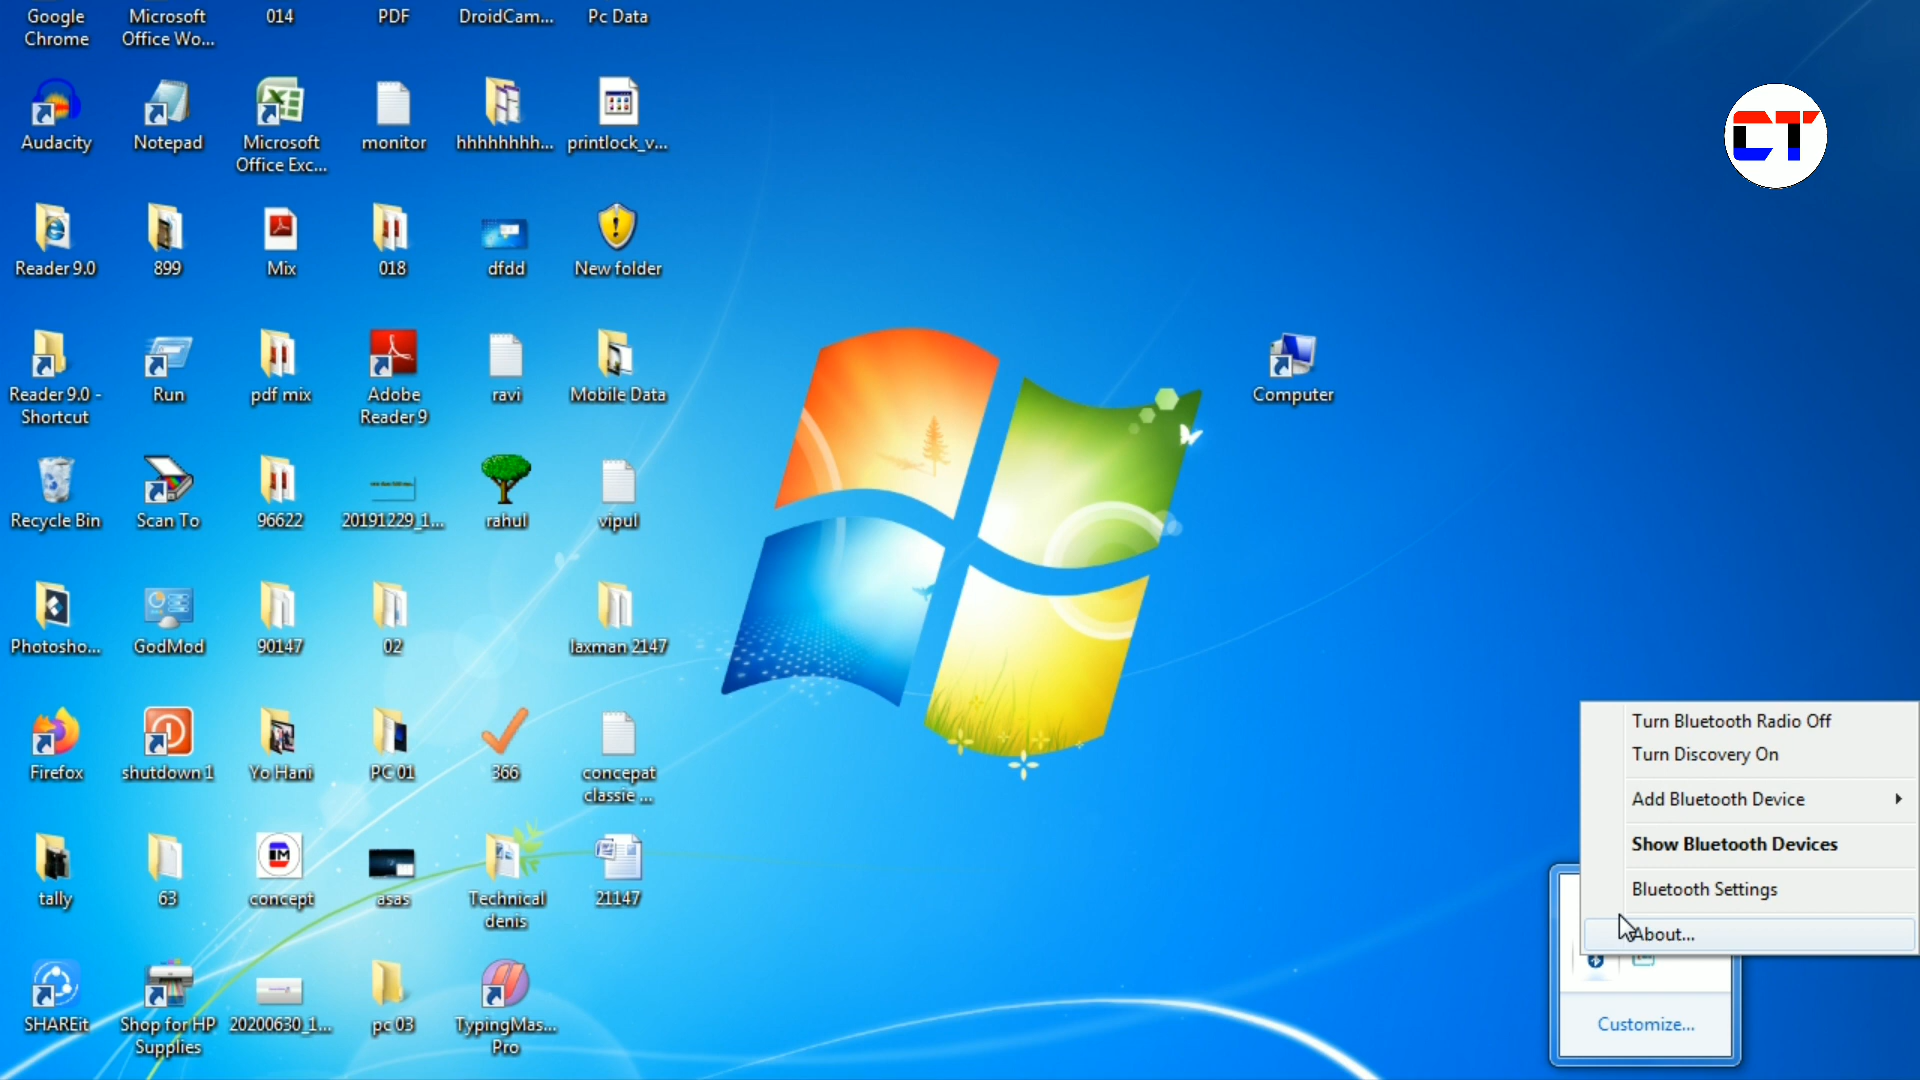 Google
Chrome
Microsoft
Office Wo...
014
PDF
DroidCam...
Pc Data
CT
Audacity
Notepad
Microsoft
Office Exc...
monitor
hhhhhhhh...
printlock_v...
Reader 9.0
899
Mix
018
dfdd
New folder
Reader 9.0 -
Shortcut
Run
pdf mix
Adobe
Reader 9
ravi
Mobile Data
Computer
Recycle Bin
Scan To
96622
20191229_1...
rahul
vipul
Photosho...
GodMod
90147
02
laxman 2147
Firefox
shutdown 1
Yo Hani
PC 01
366
concepat
classie ...
tally
63
concept
asas
Technical
denis
21147
SHAREit
Shop for HP
Supplies
20200630_1...
pc 03
TypingMas...
Pro
Turn Bluetooth Radio Off
Turn Discovery On
Add Bluetooth Device
Show Bluetooth Devices
Bluetooth Settings
About...
Customize...